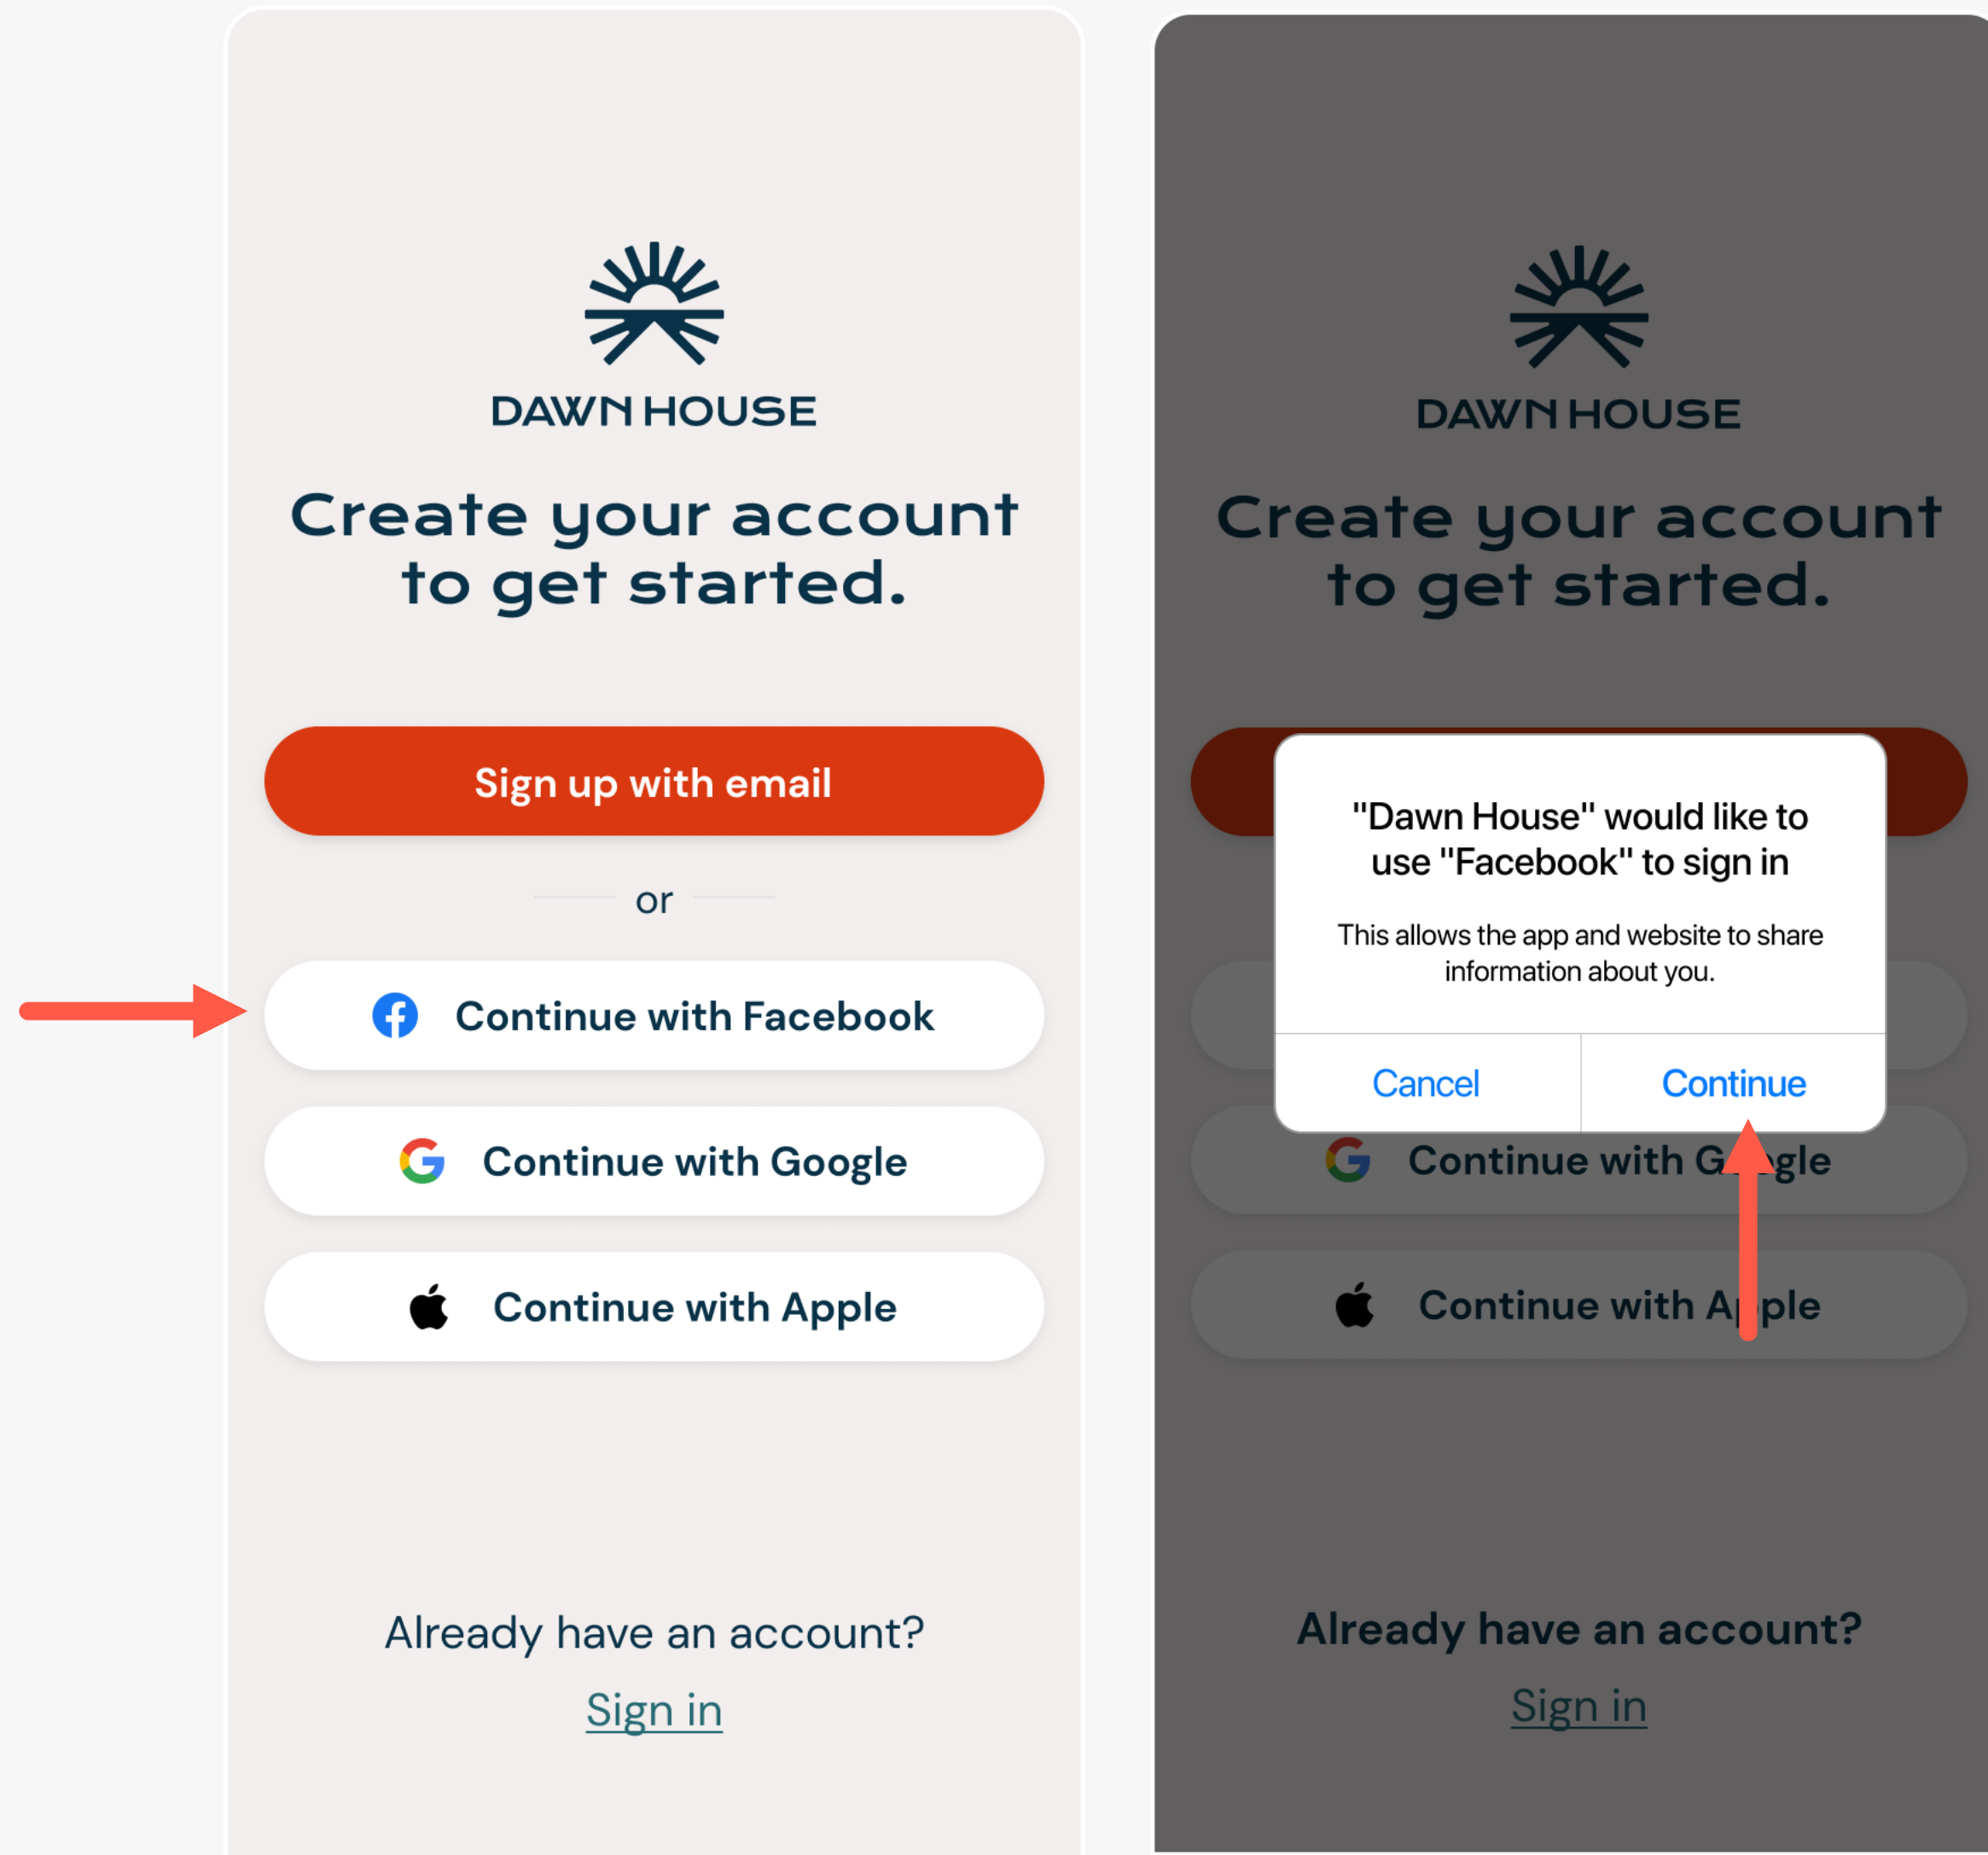 DAWN HOUSE
Create your account
to get started.
Sign up with email
or
Continue with Facebook
Continue with Google
Continue with Apple
Already have an account?
Sign in
DAWN HOUSE
Create your account
to get started.
"Dawn House" would like to
use "Facebook" to sign in
This allows the app and website to share
information about you.
Cancel
Continue
Continue with Google
Continue with Apple
Already have an account?
Sign in